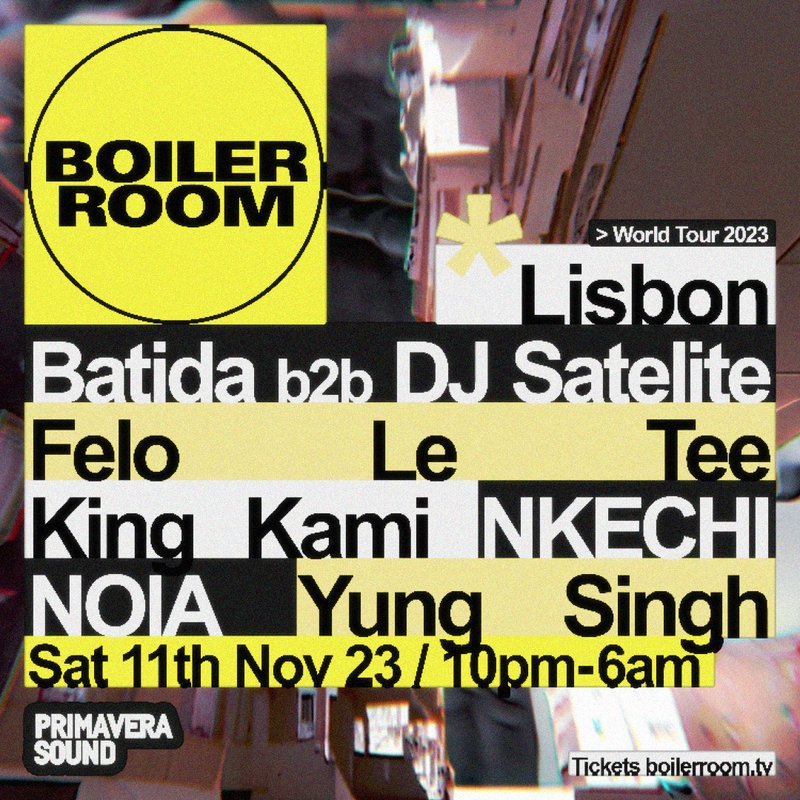 BOILER
ROOM
> World Tour 2023
* Lisbon
Batida b2b DJ Satelite
Felo Le Tee
King Kami NKECHI
NOIA Yung Singh
Sat 11th Nov 23 / 10pm-6am
PRIMAVERA
SOUND
Tickets boilerroom.tv